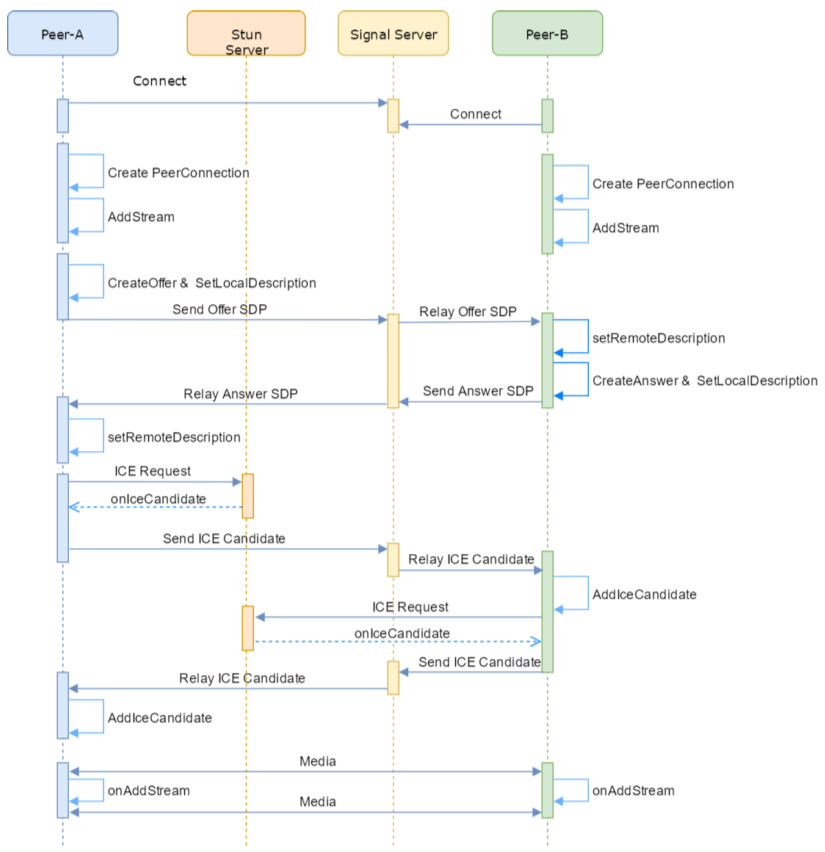 Peer-A
Stun
Server
Signal Server
Peer-B
Connect
Connect
Create PeerConnection
Create PeerConnection
AddStream
AddStream
CreateOffer &  SetLocalDescription
Send Offer SDP
Relay Offer SDP
setRemoteDescription
CreateAnswer &  SetLocalDescription
Send Answer SDP
Relay Answer SDP
setRemoteDescription
ICE Request
onIceCandidate
Send ICE Candidate
Relay ICE Candidate
AddIceCandidate
ICE Request
onIceCandidate
Send ICE Candidate
Relay ICE Candidate
AddIceCandidate
Media
onAddStream
onAddStream
Media